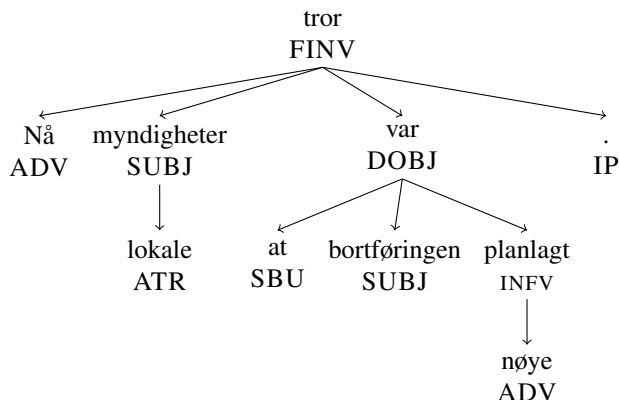 tror
FINV
Nå myndigheter var .
ADV SUBJ DOBJ IP
lokale at bortføringen planlagt
ATR SBU SUBJ INFV
nøye
ADV